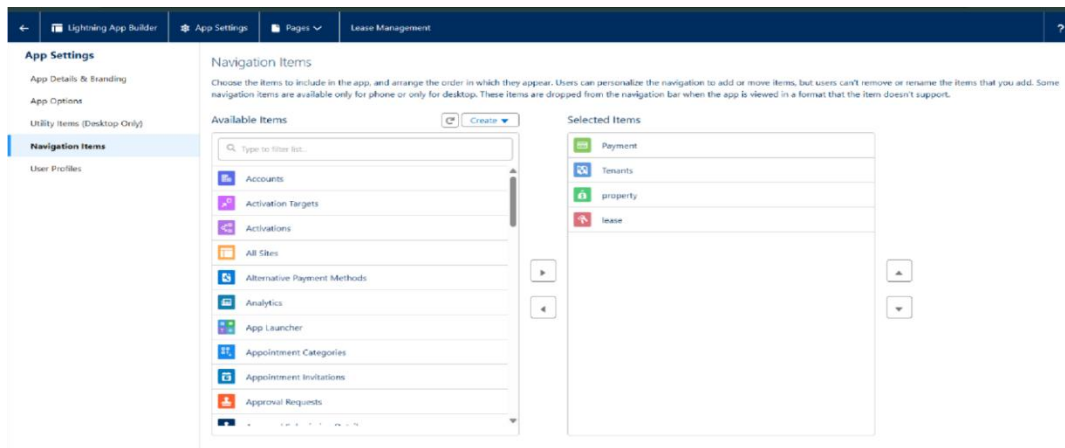 Lightning App Builder
App Settings
Pages
Lease Management
?
App Settings
App Details & Branding
App Options
Utility Items (Desktop Only)
Navigation Items
User Profiles
Navigation Items
Choose the items to include in the app, and arrange the order in which they appear. Users can personalize the navigation to add or move items, but users can't remove or rename the items that you add. Some
navigation items are available only for phone or only for desktop. These items are dropped from the navigation bar when the app is viewed in a format that the item doesn't support.
Available Items
Create
Type to filter list...
Accounts
Activation Targets
Activations
All Sites
Alternative Payment Methods
Analytics
App Launcher
Appointment Categories
Appointment Invitations
Approval Requests
Selected Items
Payment
Tenants
property
lease